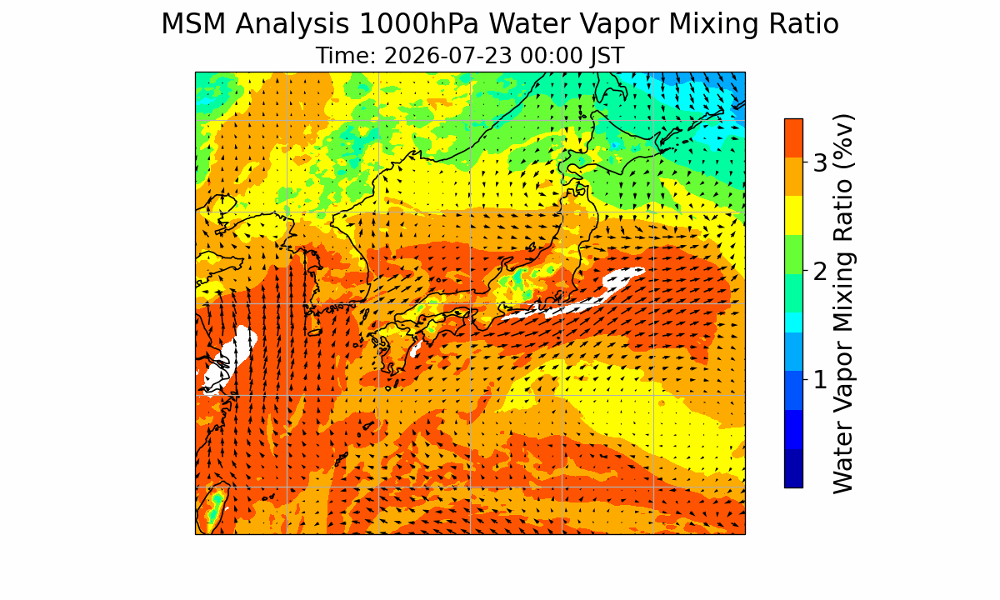 MSM Analysis 1000hPa Water Vapor Mixing Ratio
Time: 2026-07-23 00:00 JST
3
2
1
Water Vapor Mixing Ratio (%v)